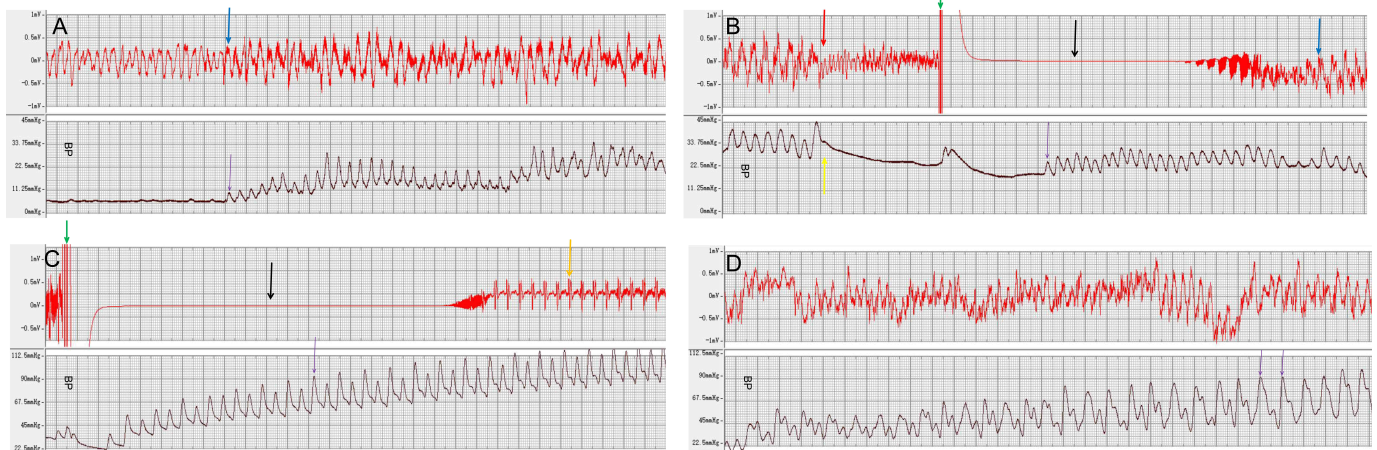 A
1mV
0.5mV
0.0mV
-0.5mV
-1mV
45mmHg
33.75mmHg
22.5mmHg
11.25mmHg
0mmHg
BP
B
1mV
0.5mV
0.0mV
-0.5mV
-1mV
45mmHg
33.75mmHg
22.5mmHg
11.25mmHg
0mmHg
BP
C
1mV
0.5mV
0mV
-0.5mV
112.5mmHg
90mmHg
67.5mmHg
45mmHg
22.5mmHg
BP
D
1mV
0.5mV
0mV
-0.5mV
-1mV
112.5mmHg
90mmHg
67.5mmHg
45mmHg
22.5mmHg
BP